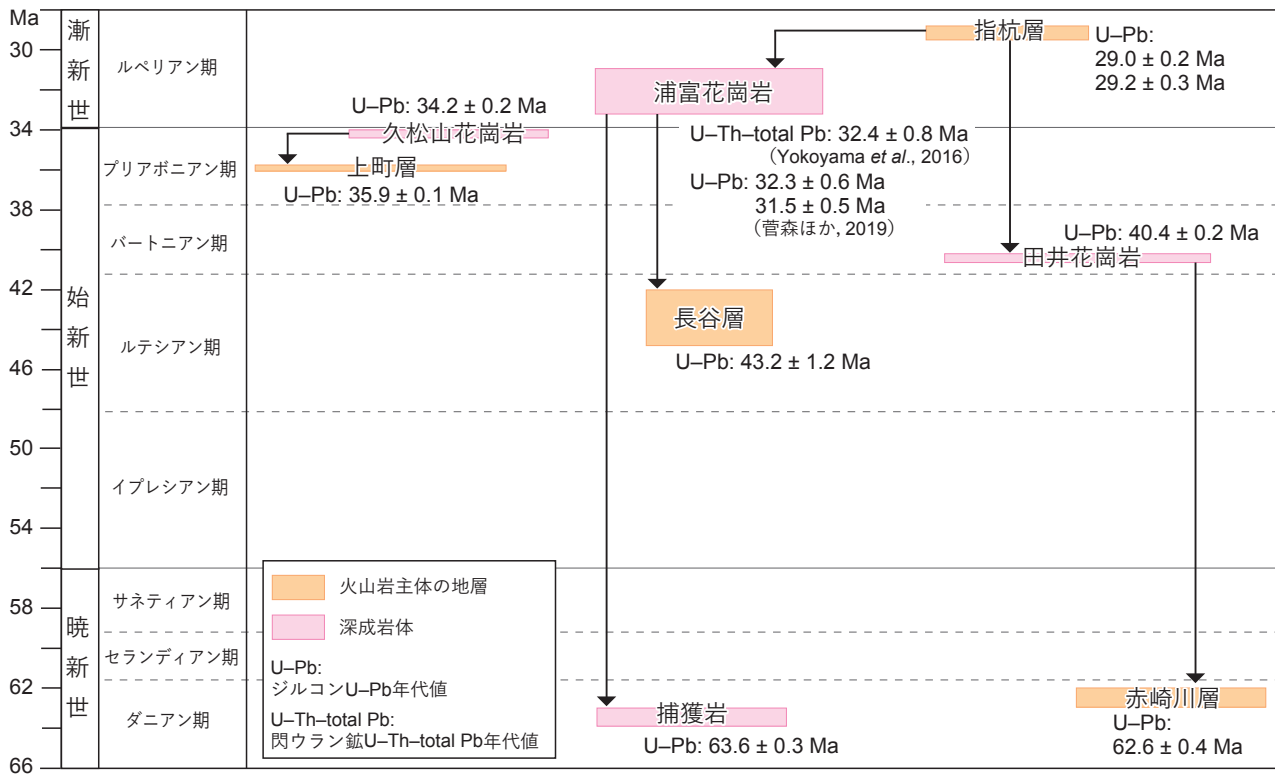 Ma
30
34
38
42
46
50
54
58
62
66
漸新世
始新世
暁新世
ルペリアン期
プリアボニアン期
バートニアン期
ルテシアン期
イプレシアン期
サネティアン期
セランディアン期
ダニアン期
指杭層
U–Pb:
29.0 ± 0.2 Ma
29.2 ± 0.3 Ma
浦富花崗岩
U–Th–total Pb: 32.4 ± 0.8 Ma
(Yokoyama et al., 2016)
U–Pb: 32.3 ± 0.6 Ma
31.5 ± 0.5 Ma
(菅森ほか, 2019)
U–Pb: 34.2 ± 0.2 Ma
久松山花崗岩
上町層
U–Pb: 35.9 ± 0.1 Ma
U–Pb: 40.4 ± 0.2 Ma
田井花崗岩
長谷層
U–Pb: 43.2 ± 1.2 Ma
捕獲岩
U–Pb: 63.6 ± 0.3 Ma
赤崎川層
U–Pb:
62.6 ± 0.4 Ma
火山岩主体の地層
深成岩体
U–Pb:
ジルコンU–Pb年代値
U–Th–total Pb:
閃ウラン鉱U–Th–total Pb年代値